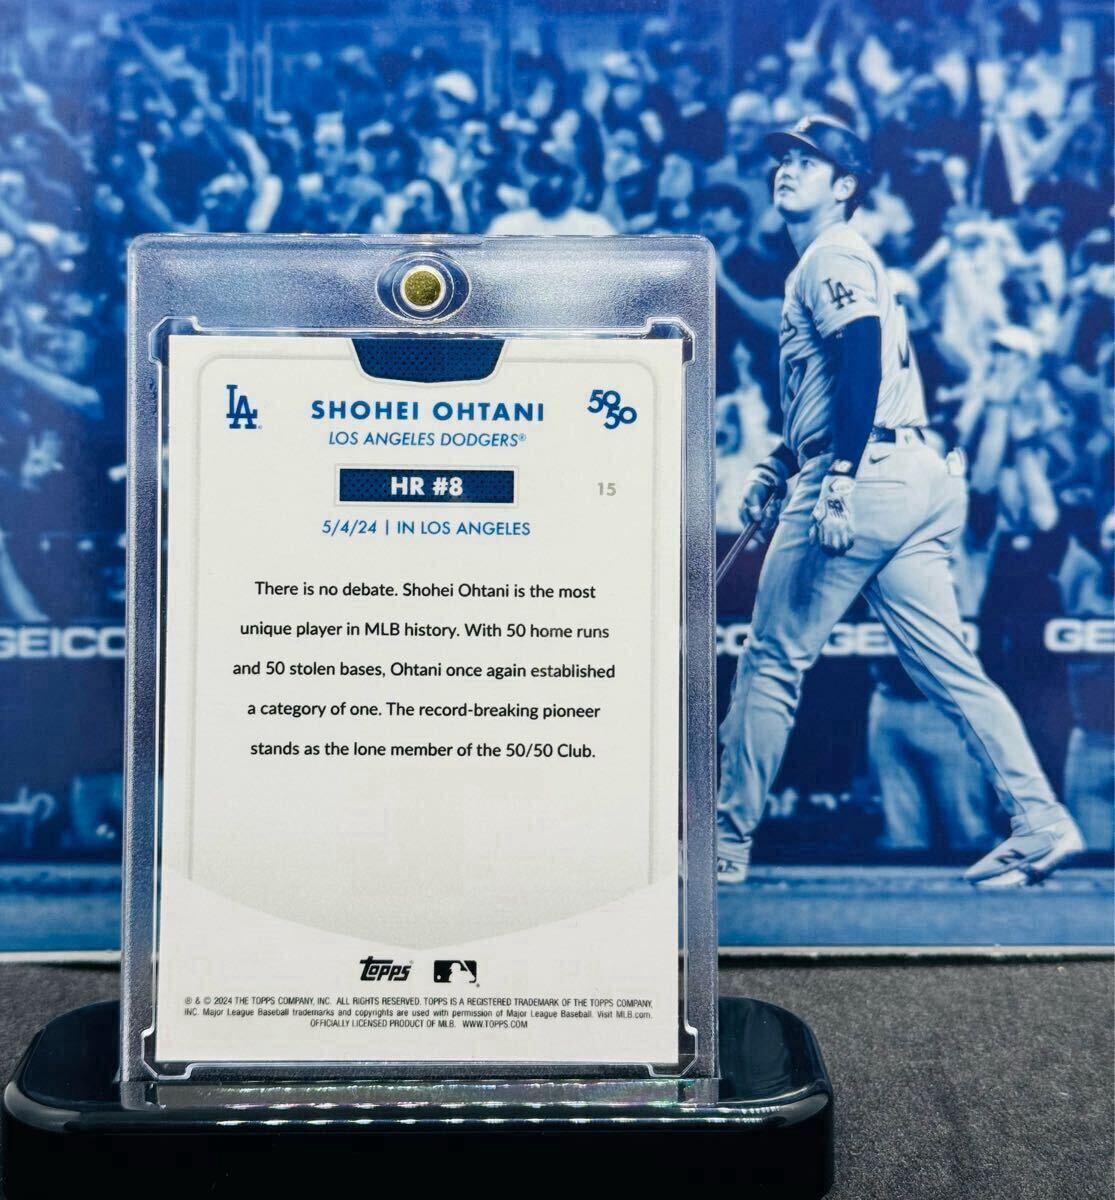 LA
SHOHEI OHTANI
50 50
LOS ANGELES DODGERS®
HR #8
15
5/4/24 | IN LOS ANGELES
There is no debate. Shohei Ohtani is the most
unique player in MLB history. With 50 home runs
and 50 stolen bases, Ohtani once again established
a category of one. The record-breaking pioneer
stands as the lone member of the 50/50 Club.
topps
® & © 2024 THE TOPPS COMPANY, INC. ALL RIGHTS RESERVED. TOPPS IS A REGISTERED TRADEMARK OF THE TOPPS COMPANY,
INC. Major League Baseball trademarks and copyrights are used with permission of Major League Baseball. Visit MLB.com.
OFFICIALLY LICENSED PRODUCT OF MLB. WWW.TOPPS.COM
LA
GEICO
GE